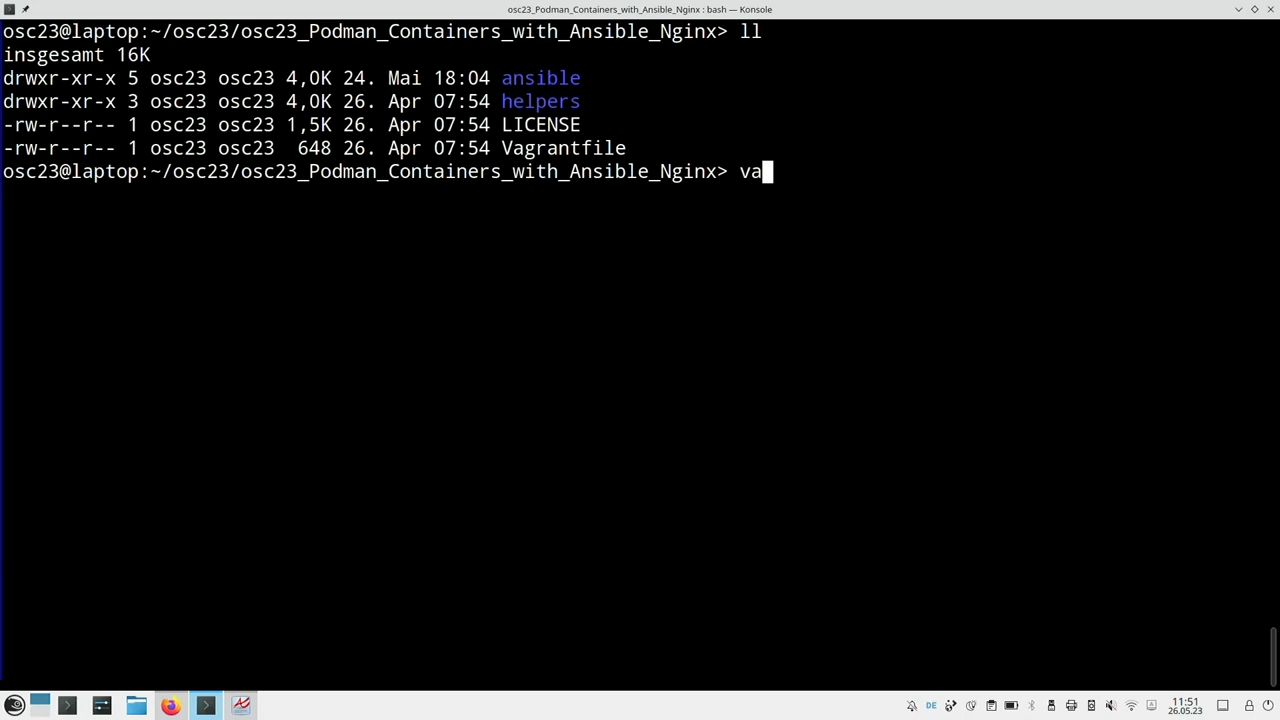 osc23_Podman_Containers_with_Ansible_Nginx : bash — Konsole
osc23@laptop:~/osc23/osc23_Podman_Containers_with_Ansible_Nginx> ll
insgesamt 16K
drwxr-xr-x 5 osc23 osc23 4,0K 24. Mai 18:04 ansible
drwxr-xr-x 3 osc23 osc23 4,0K 26. Apr 07:54 helpers
-rw-r--r-- 1 osc23 osc23 1,5K 26. Apr 07:54 LICENSE
-rw-r--r-- 1 osc23 osc23  648 26. Apr 07:54 Vagrantfile
osc23@laptop:~/osc23/osc23_Podman_Containers_with_Ansible_Nginx> va
DE
11:51
26.05.23